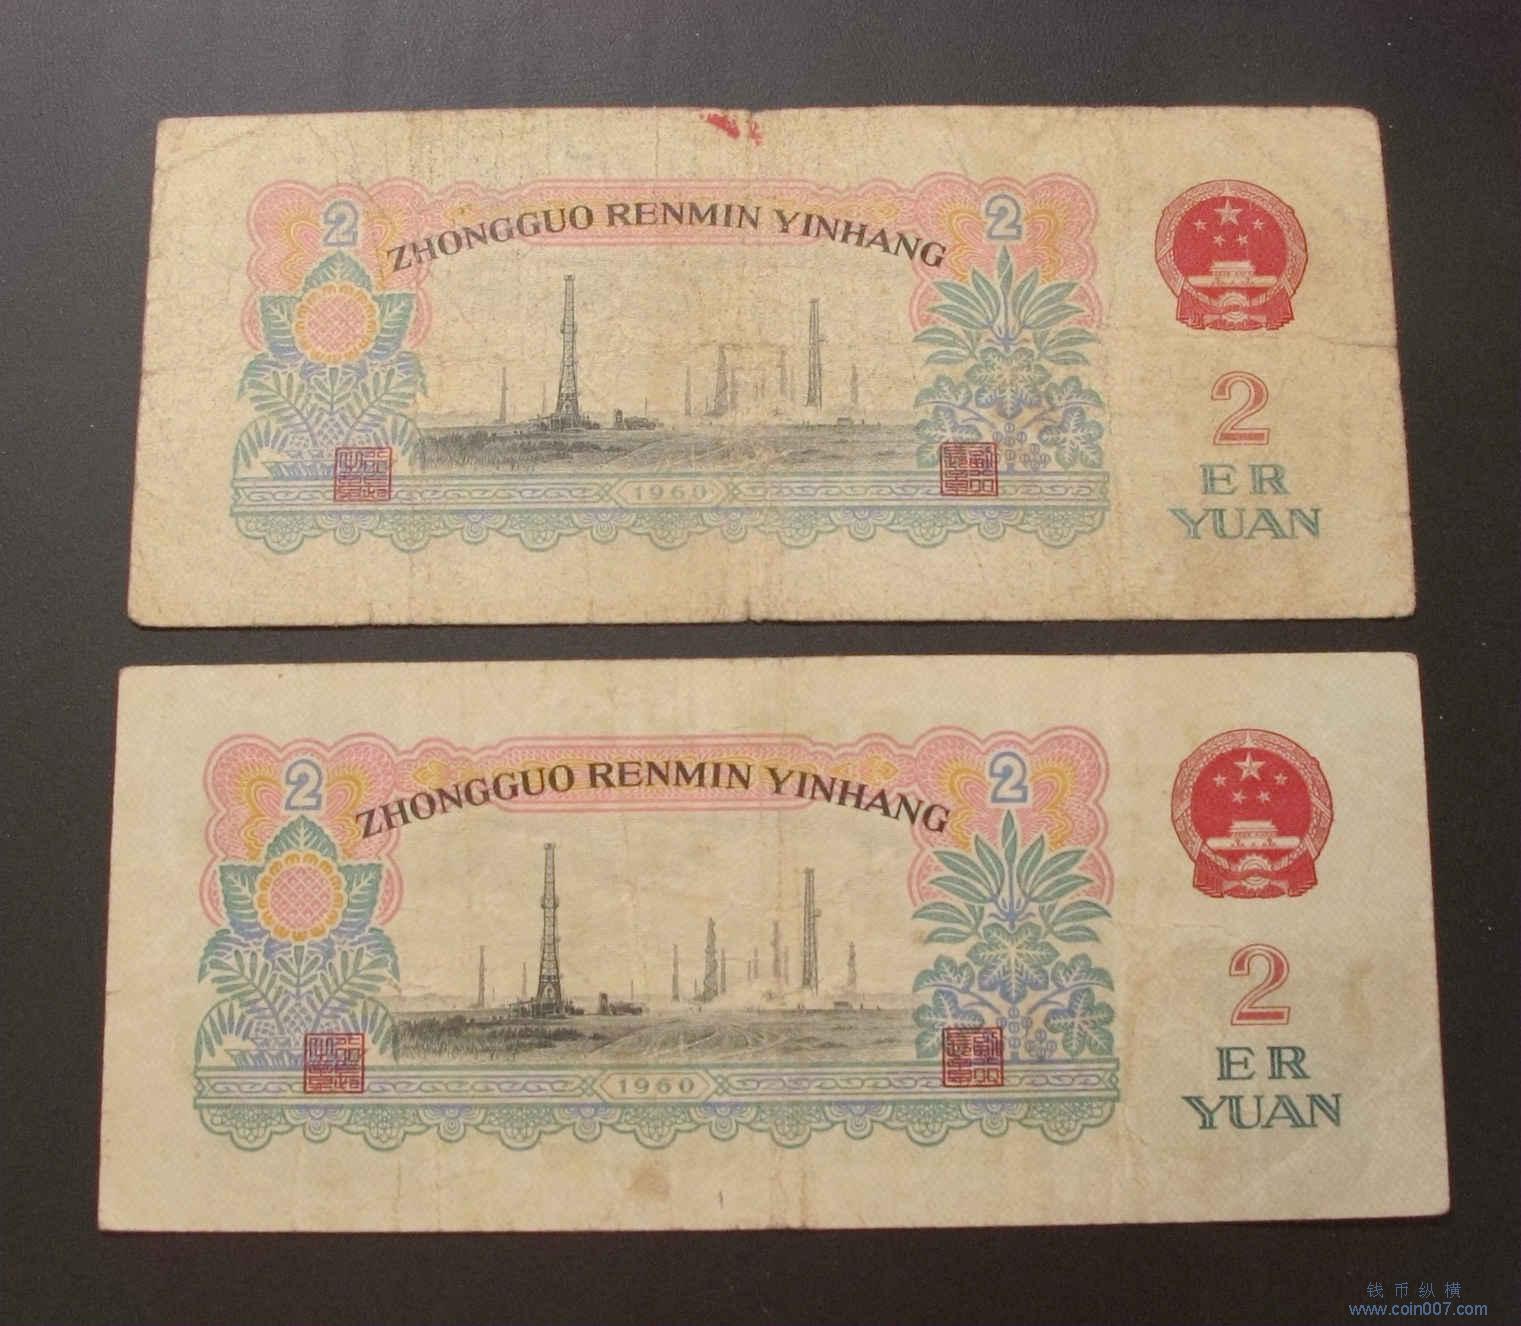 2
2
ZHONGGUO RENMIN YINHANG
1960
2
ER
YUAN
2
2
ZHONGGUO RENMIN YINHANG
1960
2
ER
YUAN
钱币纵横
www.coin007.com